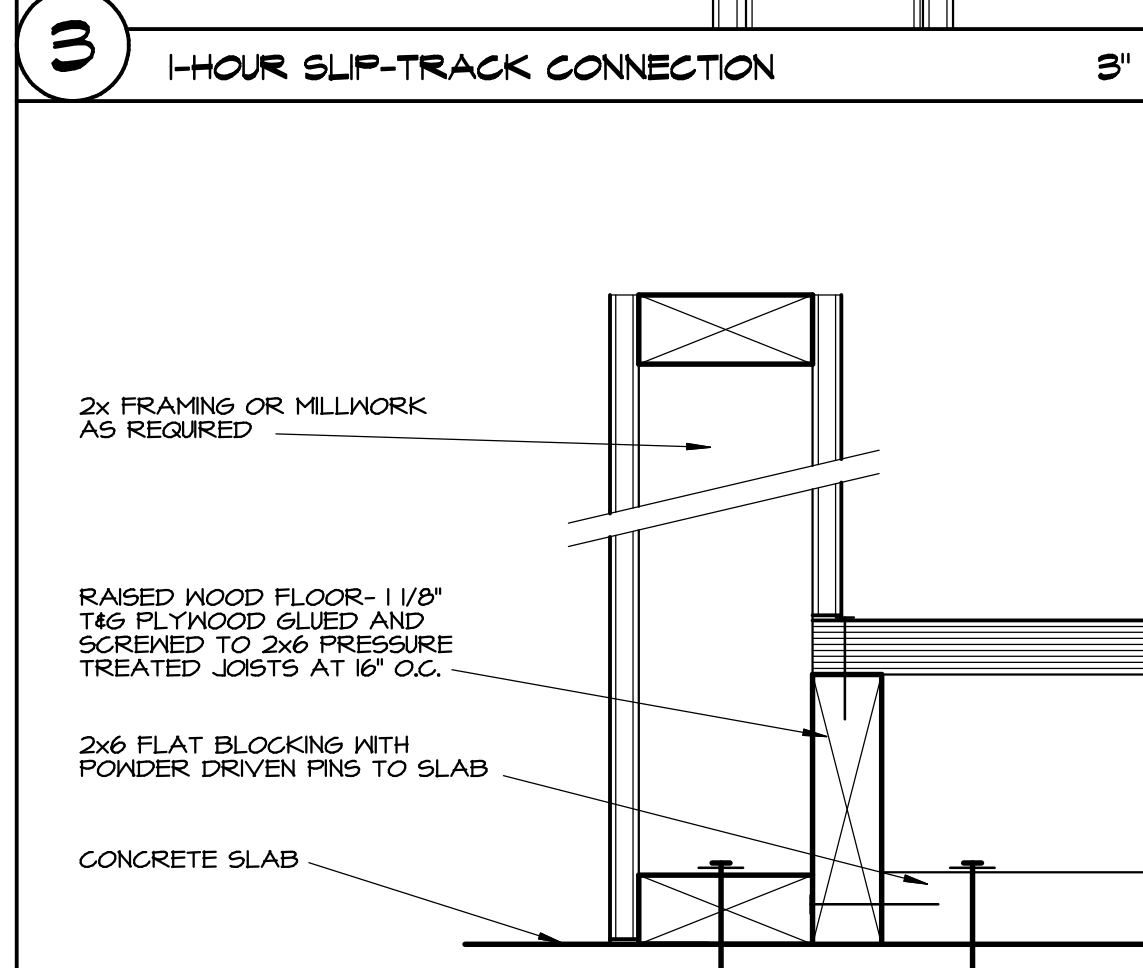 3
1-HOUR SLIP-TRACK CONNECTION 3"
2x FRAMING OR MILLWORK
AS REQUIRED
RAISED WOOD FLOOR- 1 1/8"
T&G PLYWOOD GLUED AND
SCREWED TO 2x6 PRESSURE
TREATED JOISTS AT 16" O.C.
2x6 FLAT BLOCKING WITH
POWDER DRIVEN PINS TO SLAB
CONCRETE SLAB